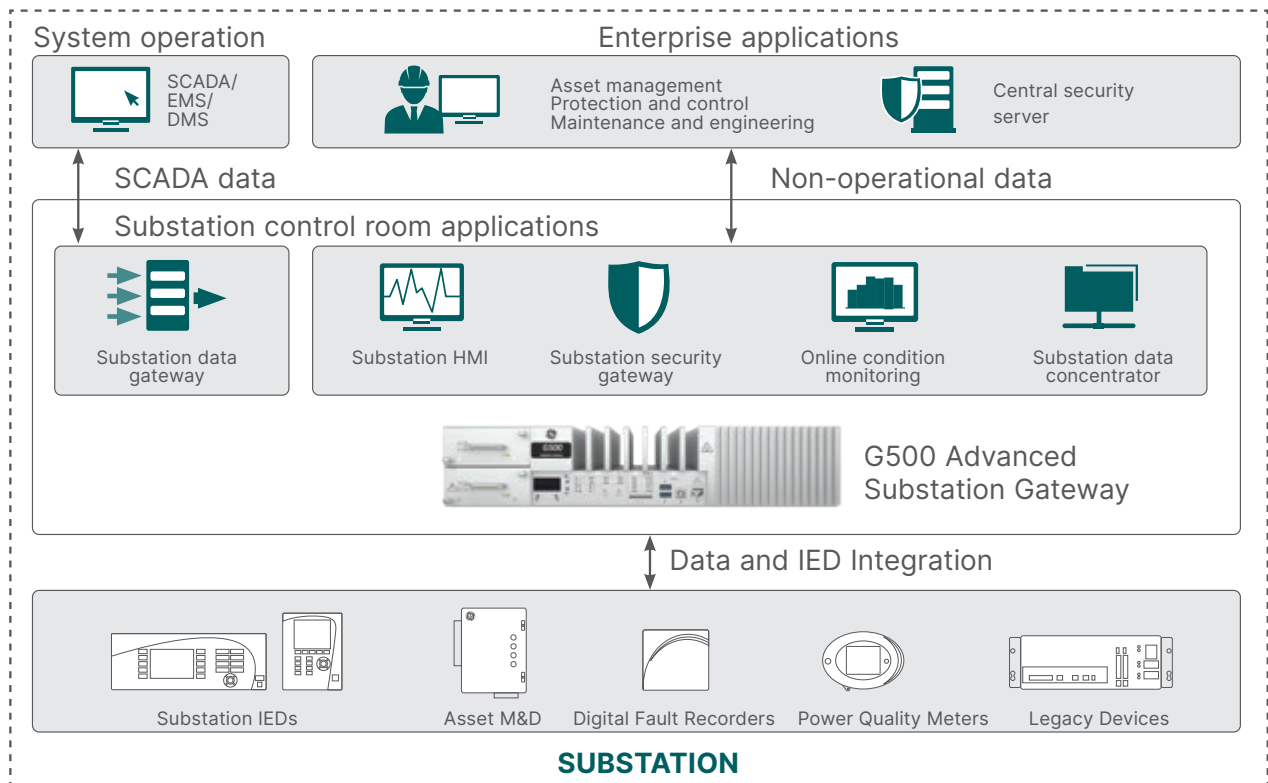 System operation
Enterprise applications
SCADA/
EMS/
DMS
Asset management
Protection and control
Maintenance and engineering
Central security
server
SCADA data
Non-operational data
Substation control room applications
Substation data
gateway
Substation HMI
Substation security
gateway
Online condition
monitoring
Substation data
concentrator
G500
G500 Advanced
Substation Gateway
Data and IED Integration
Substation IEDs
Asset M&D
Digital Fault Recorders
Power Quality Meters
Legacy Devices
SUBSTATION